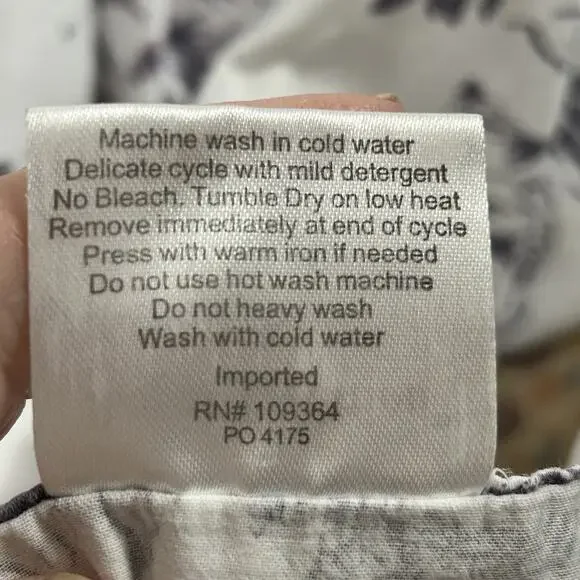 Machine wash in cold water
Delicate cycle with mild detergent
No Bleach. Tumble Dry on low heat
Remove immediately at end of cycle
Press with warm iron if needed
Do not use hot wash machine
Do not heavy wash
Wash with cold water
Imported
RN# 109364
PO 4175